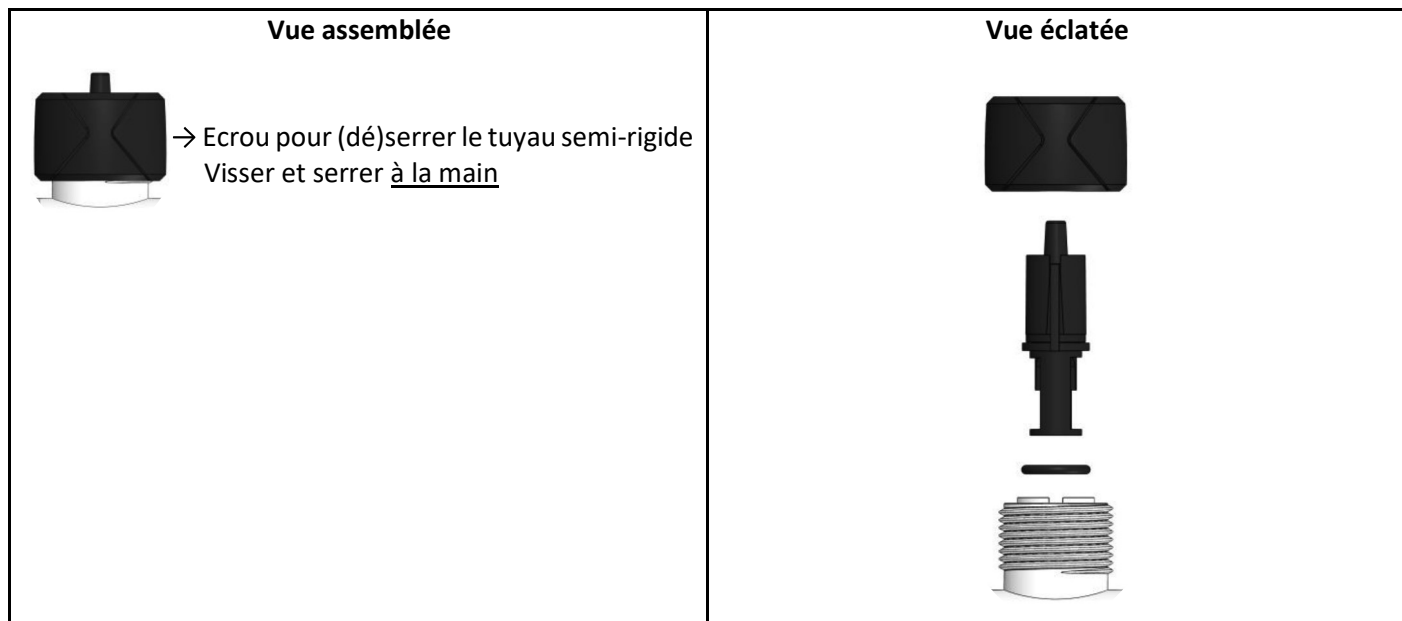 Vue assemblée
Vue éclatée
→ Ecrou pour (dé)serrer le tuyau semi-rigide
Visser et serrer à la main